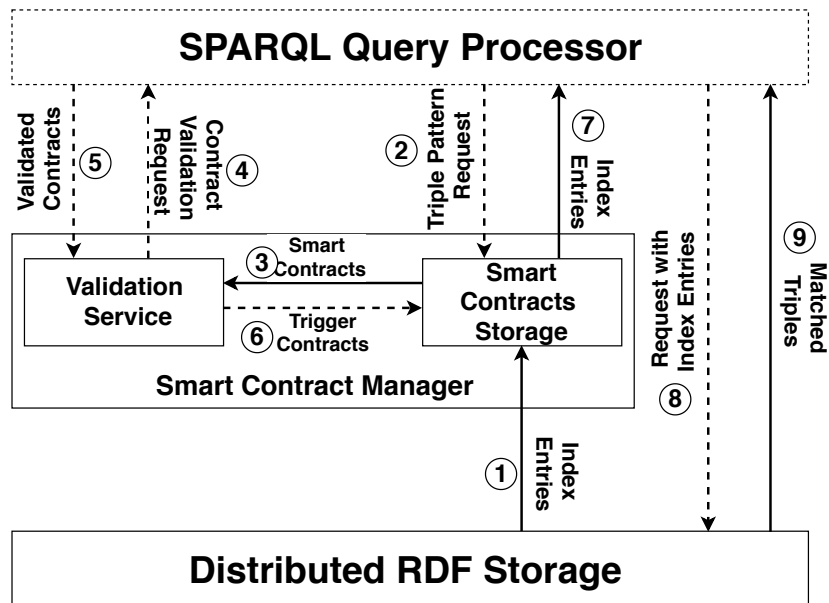 SPARQL Query Processor
Validated
Contracts
5
Contract
Validation
Request
4
2
Triple Pattern
Request
7
Index
Entries
3
Smart
Contracts
Validation
Service
Smart
Contracts
Storage
6
Trigger
Contracts
Smart Contract Manager
Request with
Index Entries
8
9
Matched
Triples
1
Index
Entries
Distributed RDF Storage